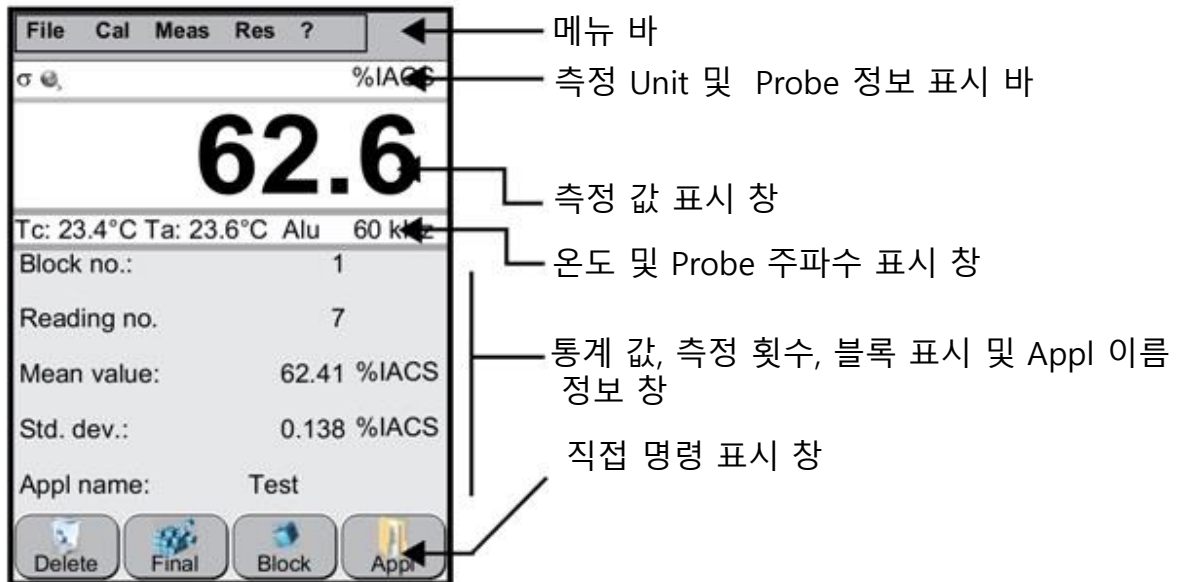 File Cal Meas Res ?
메뉴 바
σ %IACS
측정 Unit 및 Probe 정보 표시 바
62.6
측정 값 표시 창
Tc: 23.4°C Ta: 23.6°C Alu 60 kHz
온도 및 Probe 주파수 표시 창
Block no.: 1
Reading no. 7
Mean value: 62.41 %IACS
Std. dev.: 0.138 %IACS
Appl name: Test
통계 값, 측정 횟수, 블록 표시 및 Appl 이름
정보 창
직접 명령 표시 창
Delete Final Block Appl